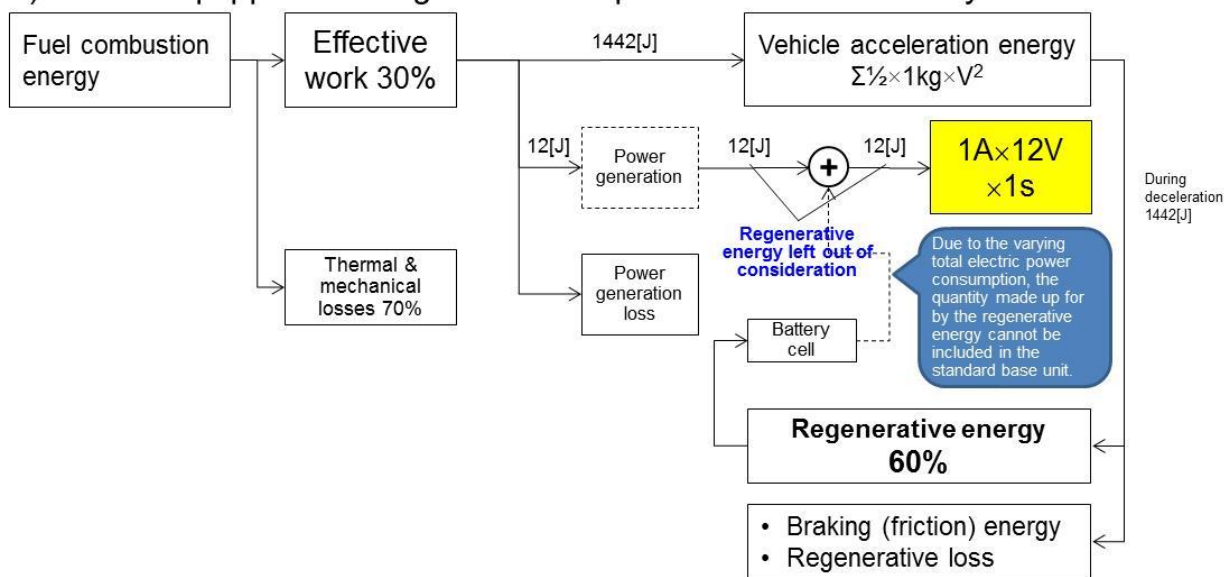 Fuel combustion
energy
Effective
work 30%
1442[J]
Vehicle acceleration energy
Σ½×1kg×V²
12[J]
Power
generation
12[J]
+
12[J]
1A×12V
×1s
During
deceleration
1442[J]
Regenerative
energy left out of
consideration
Thermal &
mechanical
losses 70%
Power
generation
loss
Due to the varying
total electric power
consumption, the
quantity made up for
by the regenerative
energy cannot be
included in the
standard base unit.
Battery
cell
Regenerative energy
60%
• Braking (friction) energy
• Regenerative loss